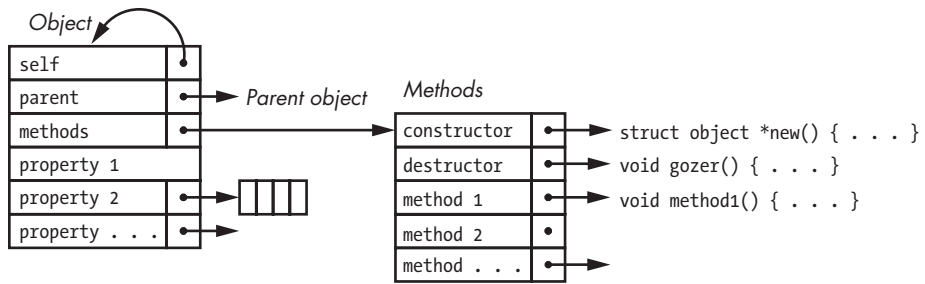 Object
self
parent
methods
property 1
property 2
property . . .
Parent object
Methods
constructor
destructor
method 1
method 2
method . . .
struct object *new() { . . . }
void gozer() { . . . }
void method1() { . . . }